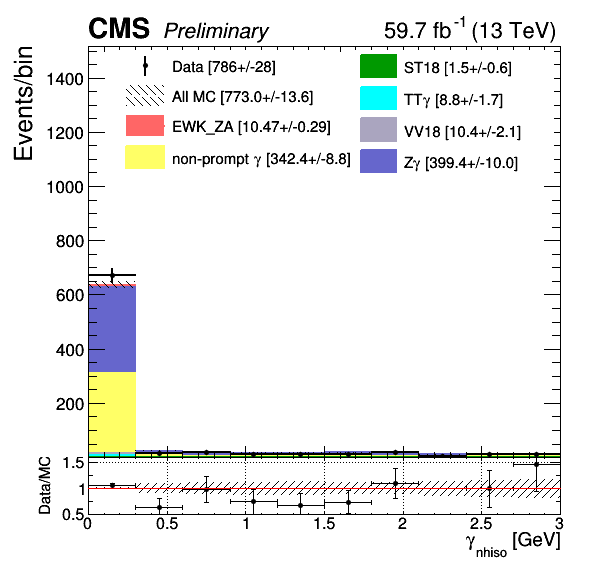 CMS Preliminary 59.7 fb⁻¹ (13 TeV)
Events/bin
Data [786+/-28]
All MC [773.0+/-13.6]
EWK_ZA [10.47+/-0.29]
non-prompt γ [342.4+/-8.8]
ST18 [1.5+/-0.6]
TTγ [8.8+/-1.7]
VV18 [10.4+/-2.1]
Zγ [399.4+/-10.0]
1400
1200
1000
800
600
400
200
Data/MC
1.5
1
0.5
0 0.5 1 1.5 2 2.5 3
γnhiso [GeV]